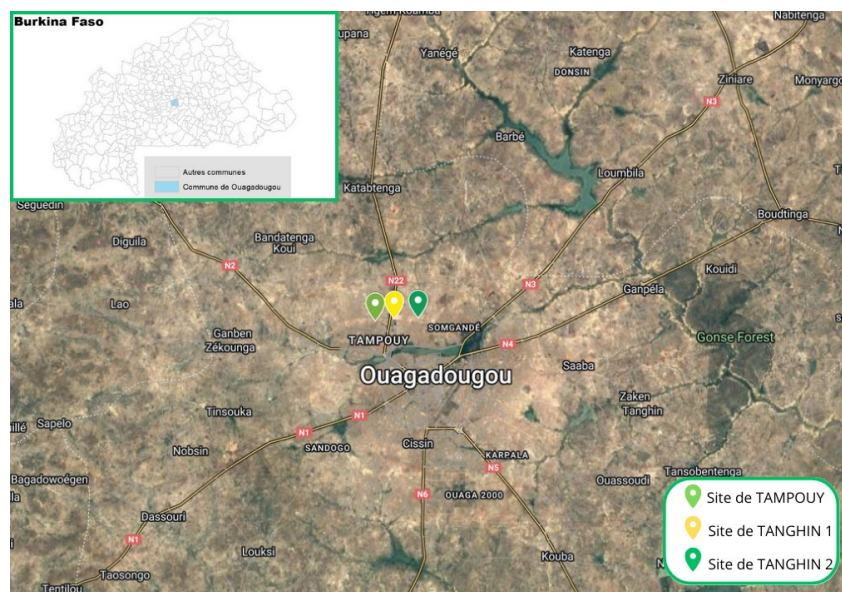 Burkina Faso
Autres communes
Commune de Ouagadougou
Nabitenga
Yanégé
Katenga
DONSIN
Ziniare
Monyargo
N3
Barbé
Loumbila
Katabtenga
Seguedin
Boudtinga
Diguila
Bandatenga
Koui
N2
N22
Kouidi
N3
Ganpéla
Lao
SOMGANDÉ
Ganben
Zékounga
TAMPOUY
N4
Gonse Forest
Ouagadougou
Saaba
Zaken
Tanghin
Tinsouka
N1
Sapelo
N1
Nobsin
SANDOGO
Cissin
KARPALA
N5
Tansobentenga
Bagadowoégen
Ouassoudi
N6
OUAGA 2000
Site de TAMPOUY
Dassouri
Site de TANGHIN 1
N1
Louksi
Kouba
Site de TANGHIN 2
Taosongo
Tentilou